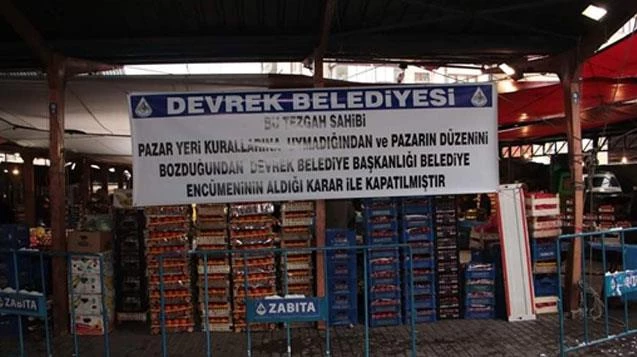 DEVREK BELEDİYESİ
BU TEZGAH SAHİBİ
PAZAR YERİ KURALLARINA UYMADIĞINDAN ve PAZARIN DÜZENİNİ
BOZDUĞUNDAN DEVREK BELEDİYE BAŞKANLIĞI BELEDİYE
ENCÜMENİNİN ALDIĞI KARAR İLE KAPATILMIŞTIR
ZABITA
ZABITA
ZABITA